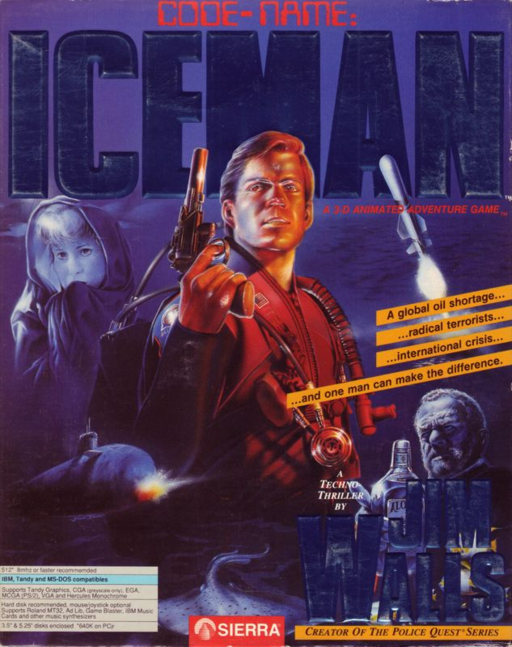 CODE-NAME:
ICEMAN
A 3-D ANIMATED ADVENTURE GAME™
A global oil shortage...
...radical terrorists...
...international crisis...
...and one man can make the difference.
A
TECHNO
THRILLER
BY
JIM
WALLS
CREATOR OF THE POLICE QUEST® SERIES
512K 8mhz or faster recommended
IBM, Tandy and MS-DOS compatibles
Supports Tandy Graphics, CGA (greyscale only), EGA,
MCGA (PS/2), VGA and Hercules Monochrome
Hard disk recommended, mouse/joystick optional
Supports Roland MT32, Ad Lib, Game Blaster, IBM Music
Cards and other music synthesizers
3.5" & 5.25" disks enclosed *640K on PCjr
SIERRA